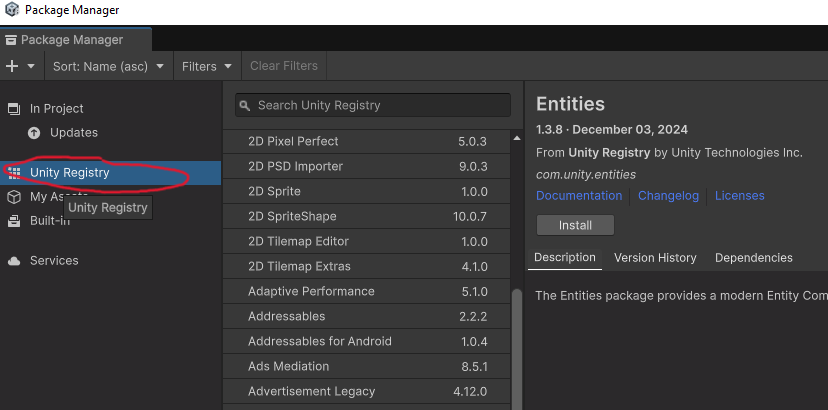 Package Manager
Package Manager
Sort: Name (asc)
Filters
Clear Filters
In Project
Updates
Unity Registry
My Assets
Unity Registry
Built-in
Services
Search Unity Registry
2D Pixel Perfect 5.0.3
2D PSD Importer 9.0.3
2D Sprite 1.0.0
2D SpriteShape 10.0.7
2D Tilemap Editor 1.0.0
2D Tilemap Extras 4.1.0
Adaptive Performance 5.1.0
Addressables 2.2.2
Addressables for Android 1.0.4
Ads Mediation 8.5.1
Advertisement Legacy 4.12.0
Entities
1.3.8 · December 03, 2024
From Unity Registry by Unity Technologies Inc.
com.unity.entities
Documentation Changelog Licenses
Install
Description Version History Dependencies
The Entities package provides a modern Entity Com